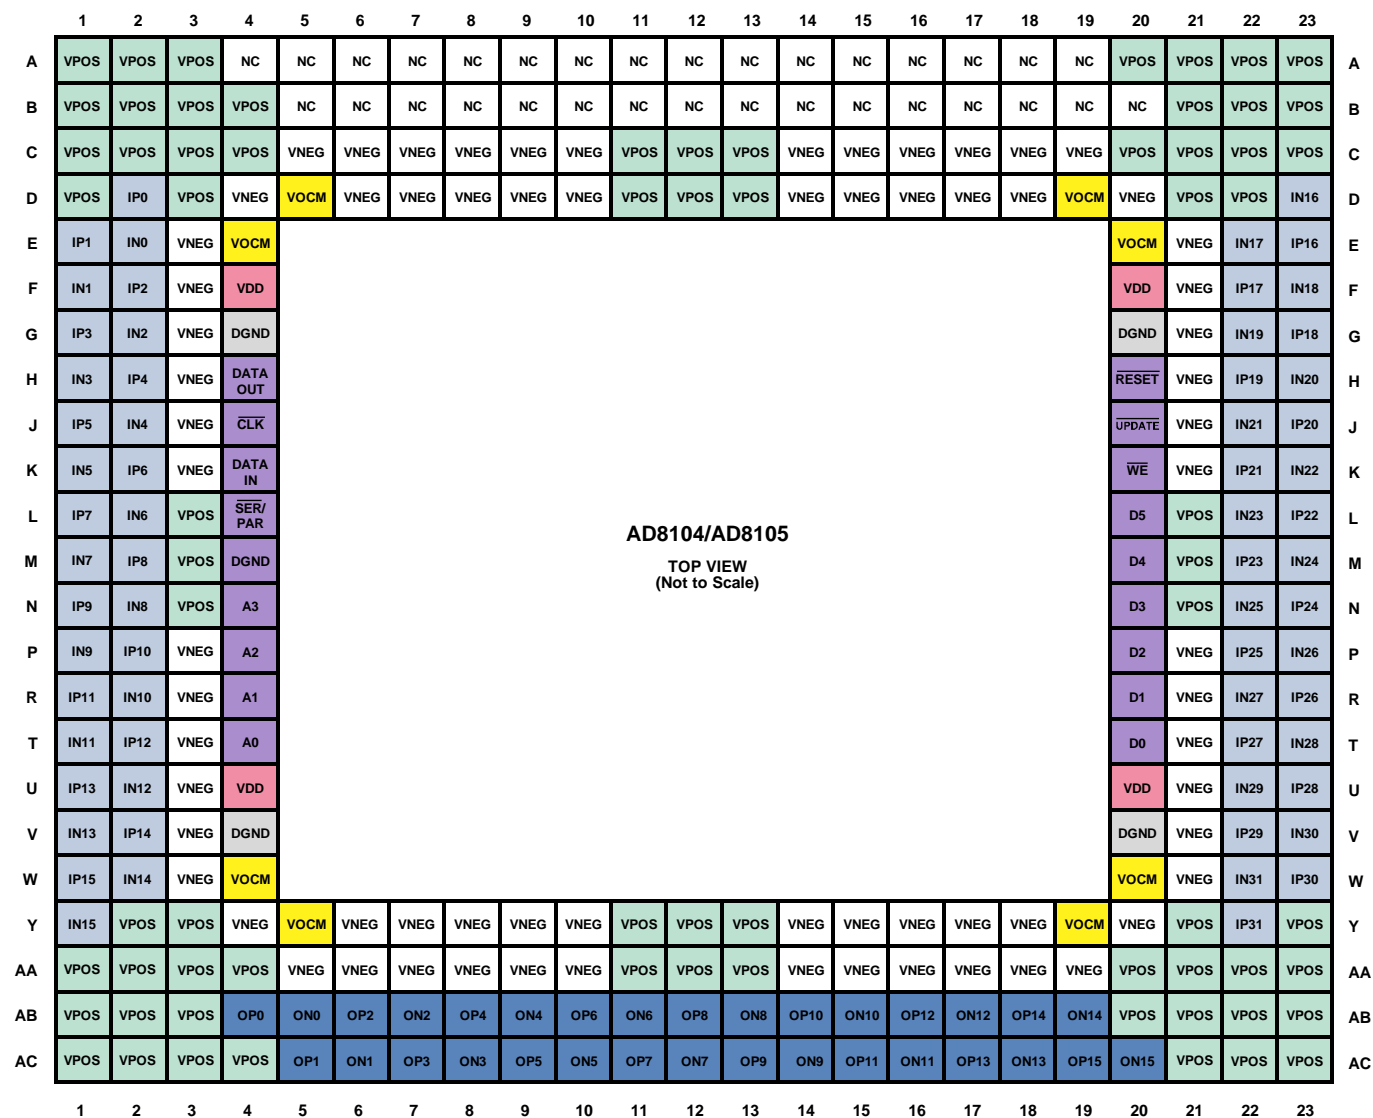 1 2 3 4 5 6 7 8 9 10 11 12 13 14 15 16 17 18 19 20 21 22 23
A VPOS VPOS VPOS NC NC NC NC NC NC NC NC NC NC NC NC NC NC NC NC VPOS VPOS VPOS VPOS A
B VPOS VPOS VPOS VPOS NC NC NC NC NC NC NC NC NC NC NC NC NC NC NC NC VPOS VPOS VPOS B
C VPOS VPOS VPOS VPOS VNEG VNEG VNEG VNEG VNEG VNEG VPOS VPOS VPOS VNEG VNEG VNEG VNEG VNEG VNEG VPOS VPOS VPOS VPOS C
D VPOS IP0 VPOS VNEG VOCM VNEG VNEG VNEG VNEG VNEG VPOS VPOS VPOS VNEG VNEG VNEG VNEG VNEG VOCM VNEG VPOS VPOS IN16 D
E IP1 IN0 VNEG VOCM VOCM VNEG IN17 IP16 E
F IN1 IP2 VNEG VDD VDD VNEG IP17 IN18 F
G IP3 IN2 VNEG DGND DGND VNEG IN19 IP18 G
H IN3 IP4 VNEG DATA OUT RESET VNEG IP19 IN20 H
J IP5 IN4 VNEG CLK UPDATE VNEG IN21 IP20 J
K IN5 IP6 VNEG DATA IN WE VNEG IP21 IN22 K
L IP7 IN6 VPOS SER/ PAR D5 VPOS IN23 IP22 L
AD8104/AD8105
M IN7 IP8 VPOS DGND D4 VPOS IP23 IN24 M
TOP VIEW
(Not to Scale)
N IP9 IN8 VPOS A3 D3 VPOS IN25 IP24 N
P IN9 IP10 VNEG A2 D2 VNEG IP25 IN26 P
R IP11 IN10 VNEG A1 D1 VNEG IN27 IP26 R
T IN11 IP12 VNEG A0 D0 VNEG IP27 IN28 T
U IP13 IN12 VNEG VDD VDD VNEG IN29 IP28 U
V IN13 IP14 VNEG DGND DGND VNEG IP29 IN30 V
W IP15 IN14 VNEG VOCM VOCM VNEG IN31 IP30 W
Y IN15 VPOS VPOS VNEG VOCM VNEG VNEG VNEG VNEG VNEG VPOS VPOS VPOS VNEG VNEG VNEG VNEG VNEG VOCM VNEG VPOS IP31 VPOS Y
AA VPOS VPOS VPOS VPOS VNEG VNEG VNEG VNEG VNEG VNEG VPOS VPOS VPOS VNEG VNEG VNEG VNEG VNEG VNEG VPOS VPOS VPOS VPOS AA
AB VPOS VPOS VPOS OP0 ON0 OP2 ON2 OP4 ON4 OP6 ON6 OP8 ON8 OP10 ON10 OP12 ON12 OP14 ON14 VPOS VPOS VPOS VPOS AB
AC VPOS VPOS VPOS VPOS OP1 ON1 OP3 ON3 OP5 ON5 OP7 ON7 OP9 ON9 OP11 ON11 OP13 ON13 OP15 ON15 VPOS VPOS VPOS AC
1 2 3 4 5 6 7 8 9 10 11 12 13 14 15 16 17 18 19 20 21 22 23